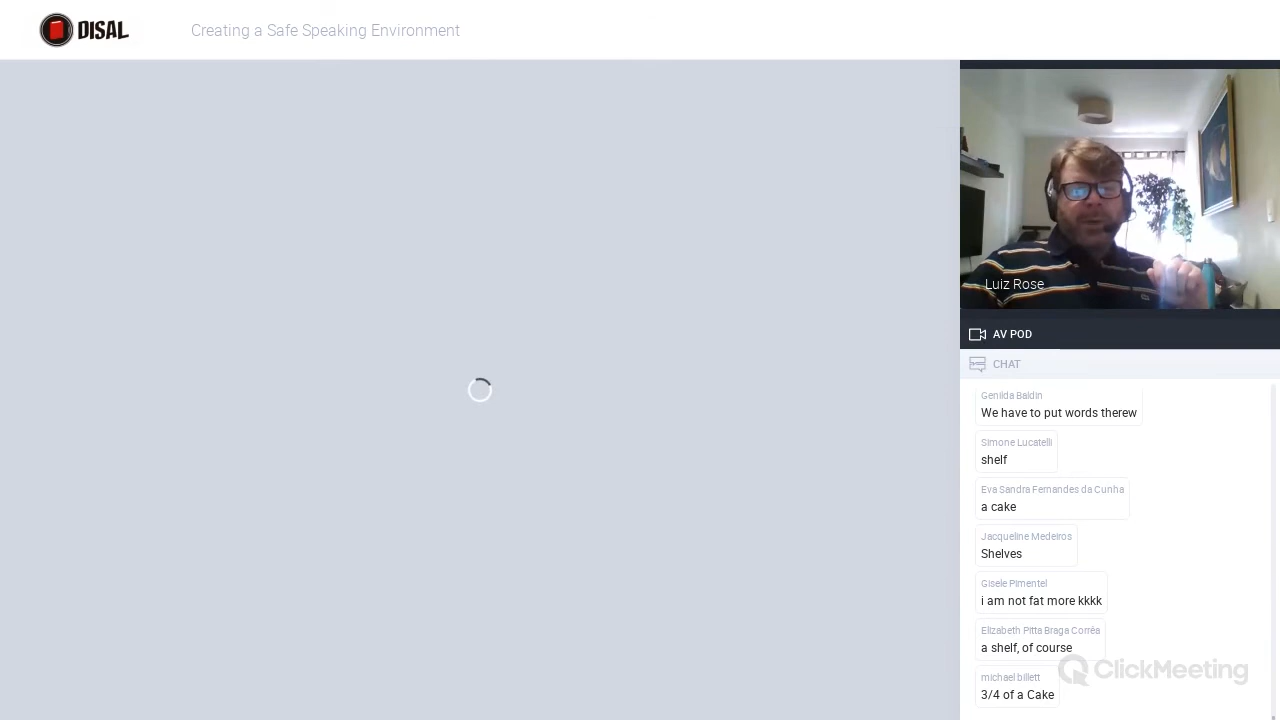 DISAL
Creating a Safe Speaking Environment
Luiz Rose
AV POD
CHAT
Genilda Baldin
We have to put words therew
Simone Lucatelli
shelf
Eva Sandra Fernandes da Cunha
a cake
Jacqueline Medeiros
Shelves
Gisele Pimentel
i am not fat more kkkk
Elizabeth Pitta Braga Corrêa
a shelf, of course
michael billett
3/4 of a Cake
ClickMeeting